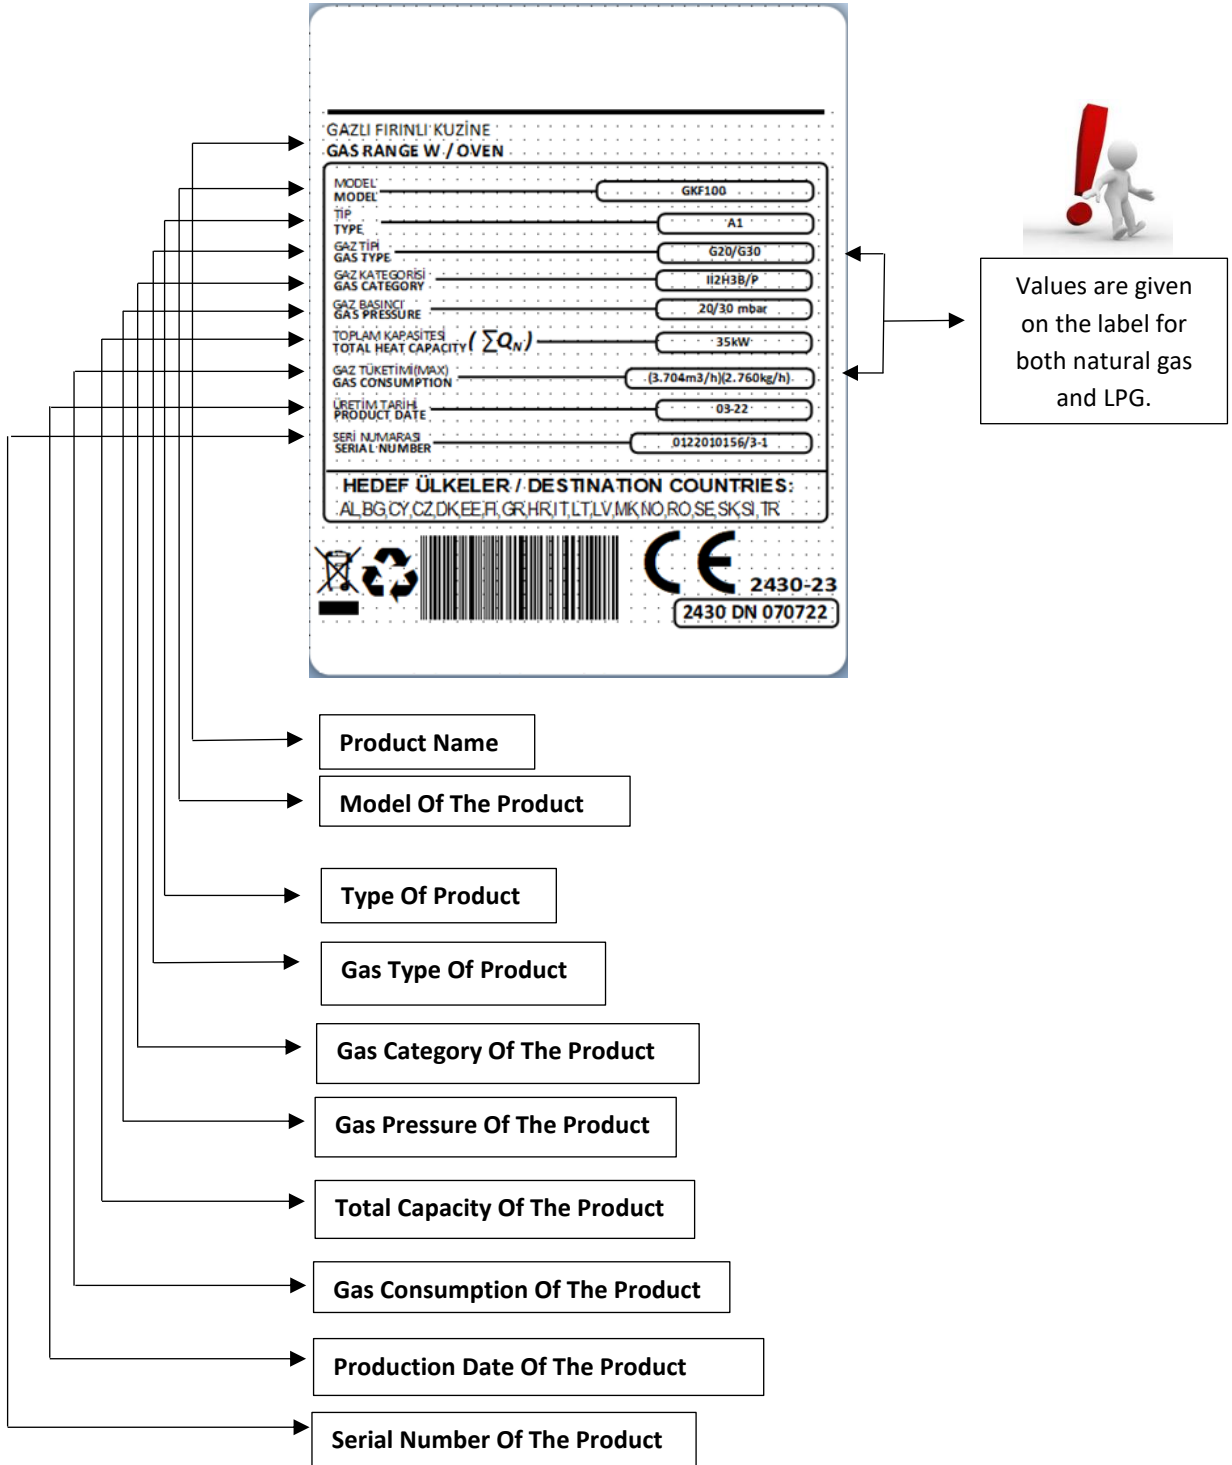 GAZLI FIRINLI KUZİNE
GAS RANGE W / OVEN
MODEL
MODEL
GKF100
TİP
TYPE
A1
GAZ TİPİ
GAS TYPE
G20/G30
GAZ KATEGORİSİ
GAS CATEGORY
II2H3B/P
GAZ BASINCI
GAS PRESSURE
20/30 mbar
TOPLAM KAPASİTESİ
TOTAL HEAT CAPACITY ( ∑QN )
35kW
GAZ TÜKETİMİ(MAX)
GAS CONSUMPTION
(3.704m3/h)(2.760kg/h)
ÜRETİM TARİHİ
PRODUCT DATE
03-22
SERİ NUMARASI
SERIAL NUMBER
0122010156/3-1
HEDEF ÜLKELER / DESTINATION COUNTRIES:
AL,BG,CY,CZ,DK,EE,FI,GR,HR,IT,LT,LV,MK,NO,RO,SE,SK,SI,TR
CE
2430-23
2430 DN 070722
Values are given
on the label for
both natural gas
and LPG.
Product Name
Model Of The Product
Type Of Product
Gas Type Of Product
Gas Category Of The Product
Gas Pressure Of The Product
Total Capacity Of The Product
Gas Consumption Of The Product
Production Date Of The Product
Serial Number Of The Product